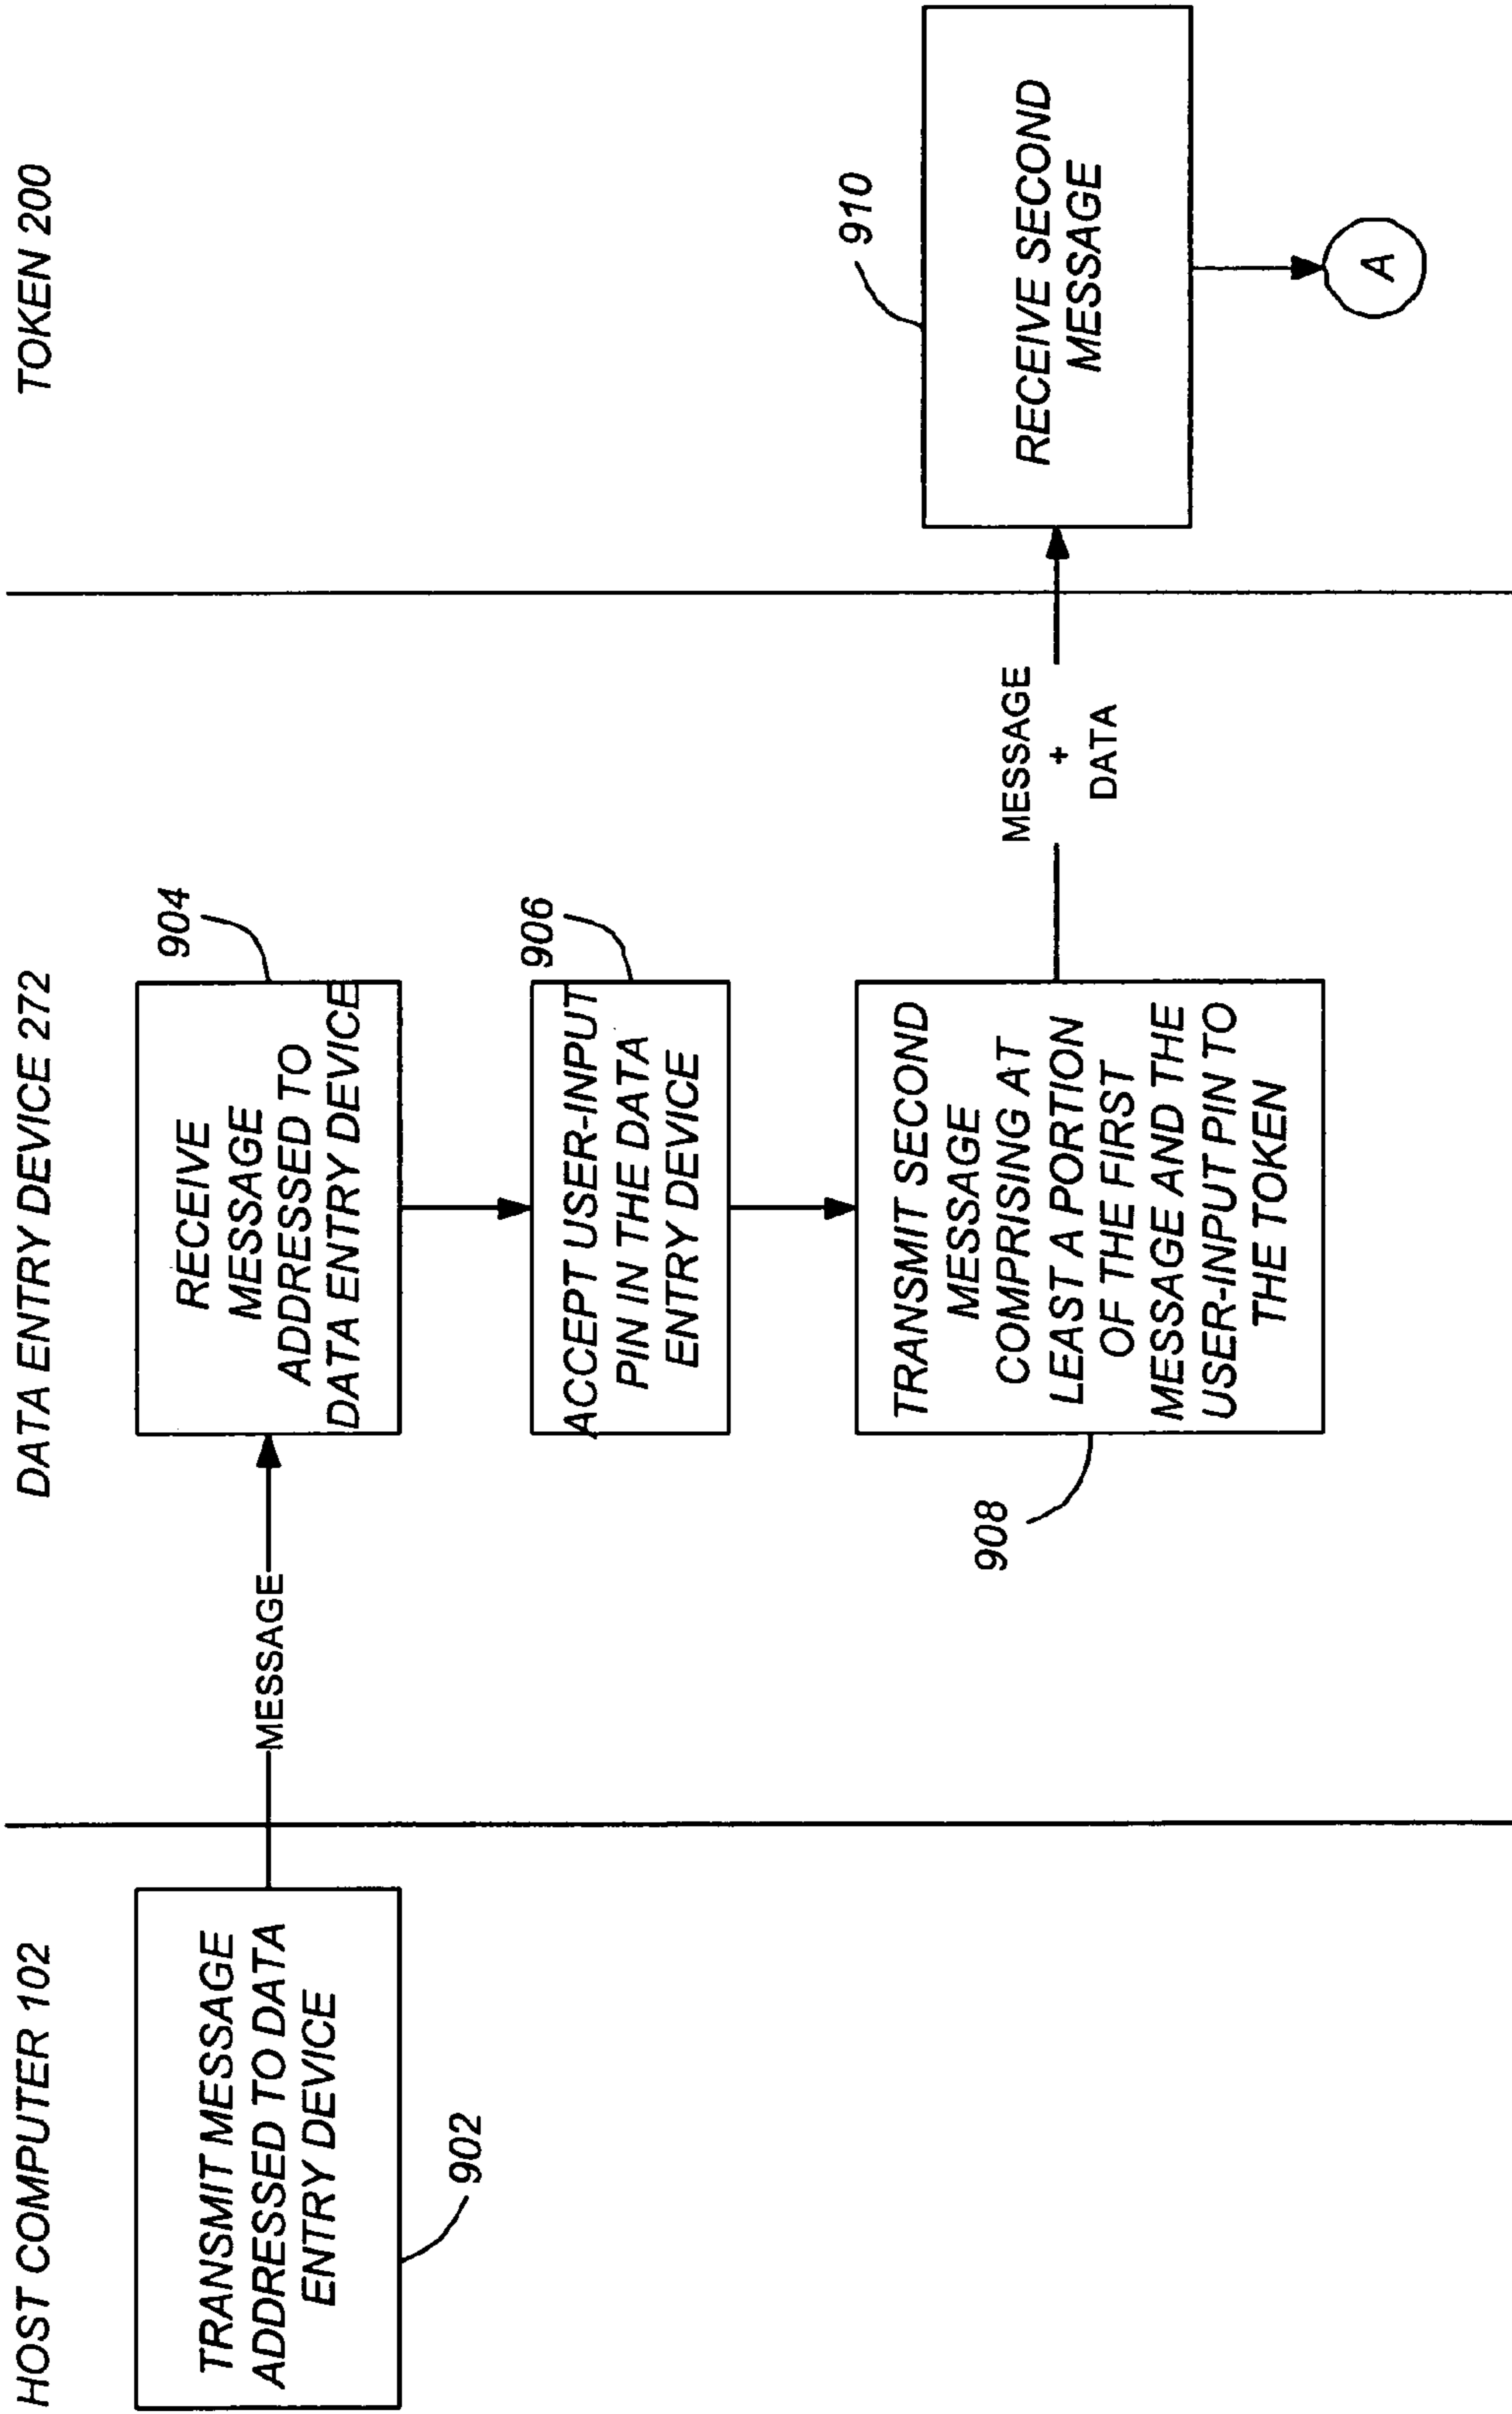 HOST COMPUTER 102
DATA ENTRY DEVICE 272
TOKEN 200
TRANSMIT MESSAGE
ADDRESSED TO DATA
ENTRY DEVICE
902
MESSAGE
RECEIVE
MESSAGE
ADDRESSED TO
DATA ENTRY DEVICE
904
ACCEPT USER-INPUT
PIN IN THE DATA
ENTRY DEVICE
906
TRANSMIT SECOND
MESSAGE
COMPRISING AT
LEAST A PORTION
OF THE FIRST
MESSAGE AND THE
USER-INPUT PIN TO
THE TOKEN
908
MESSAGE
+
DATA
RECEIVE SECOND
MESSAGE
910
A